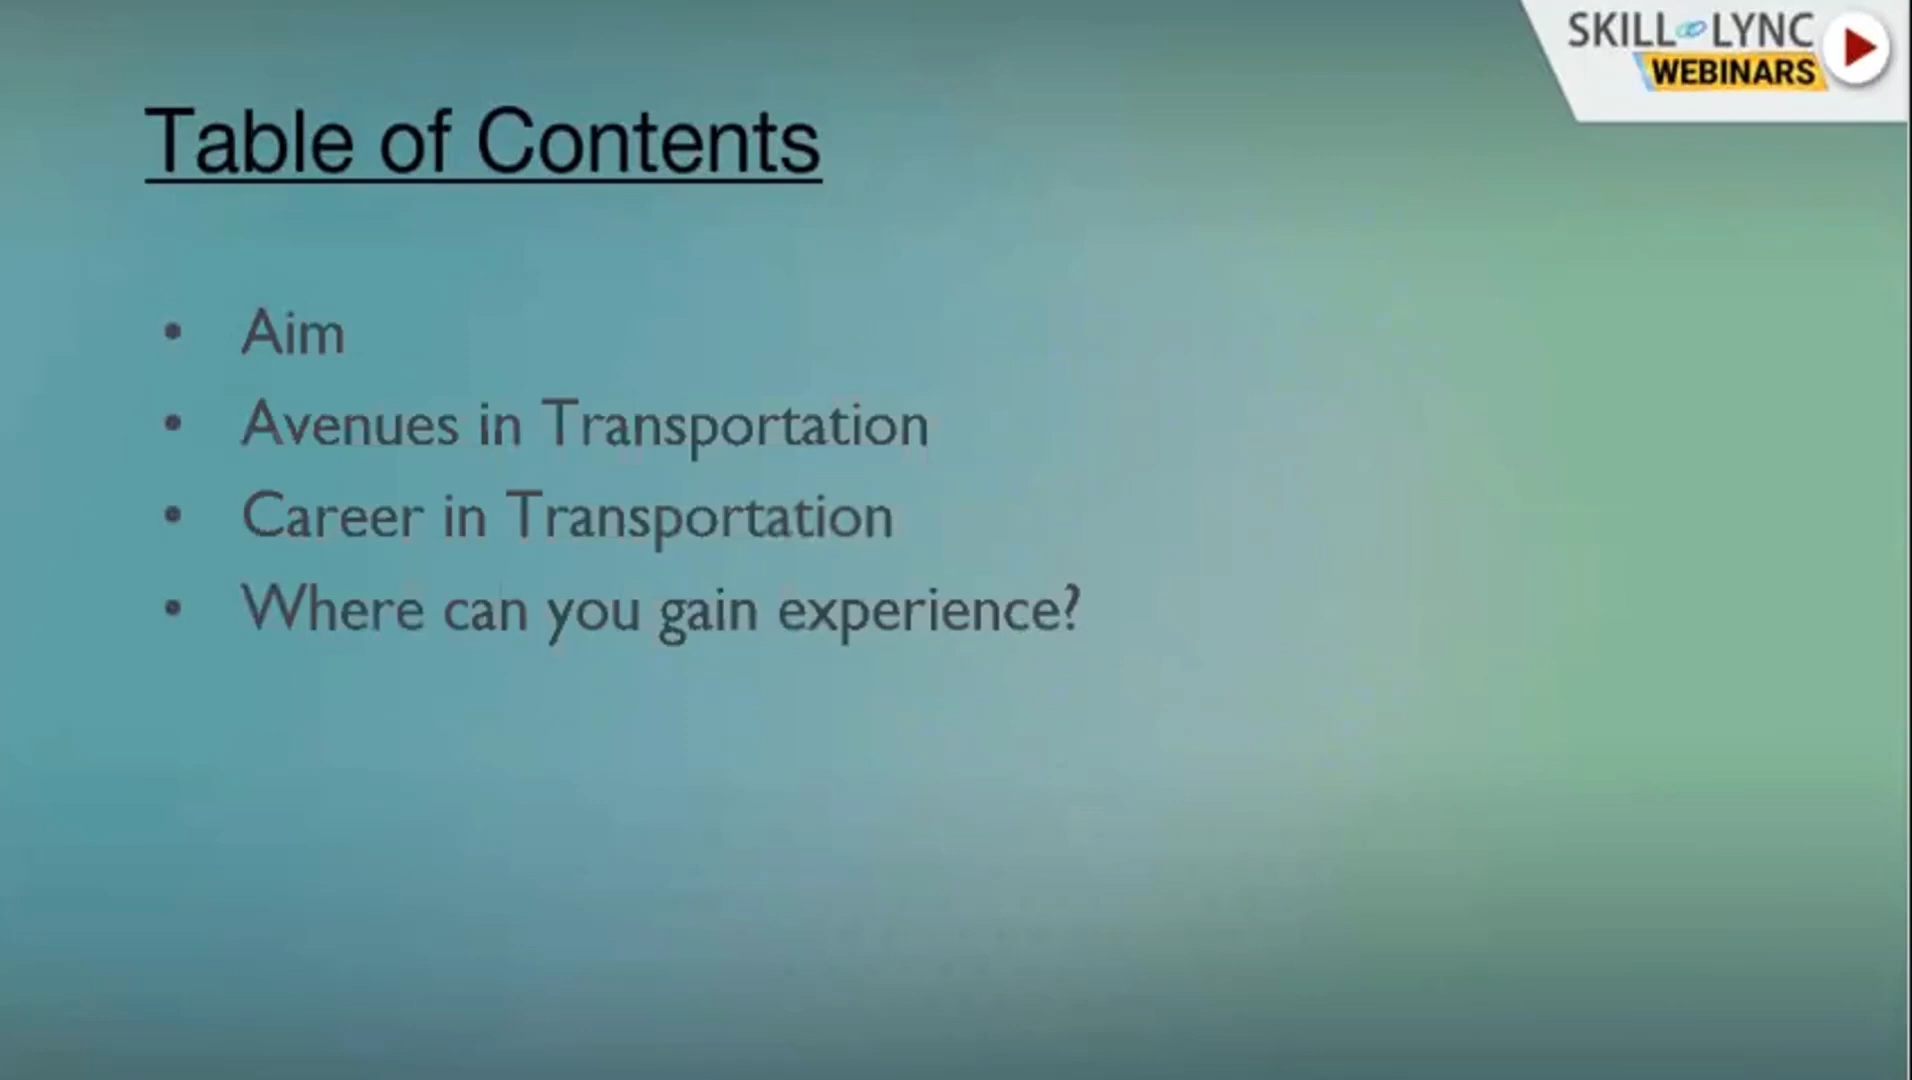 SKILL LYNC
WEBINARS
Table of Contents
• Aim
• Avenues in Transportation
• Career in Transportation
• Where can you gain experience?